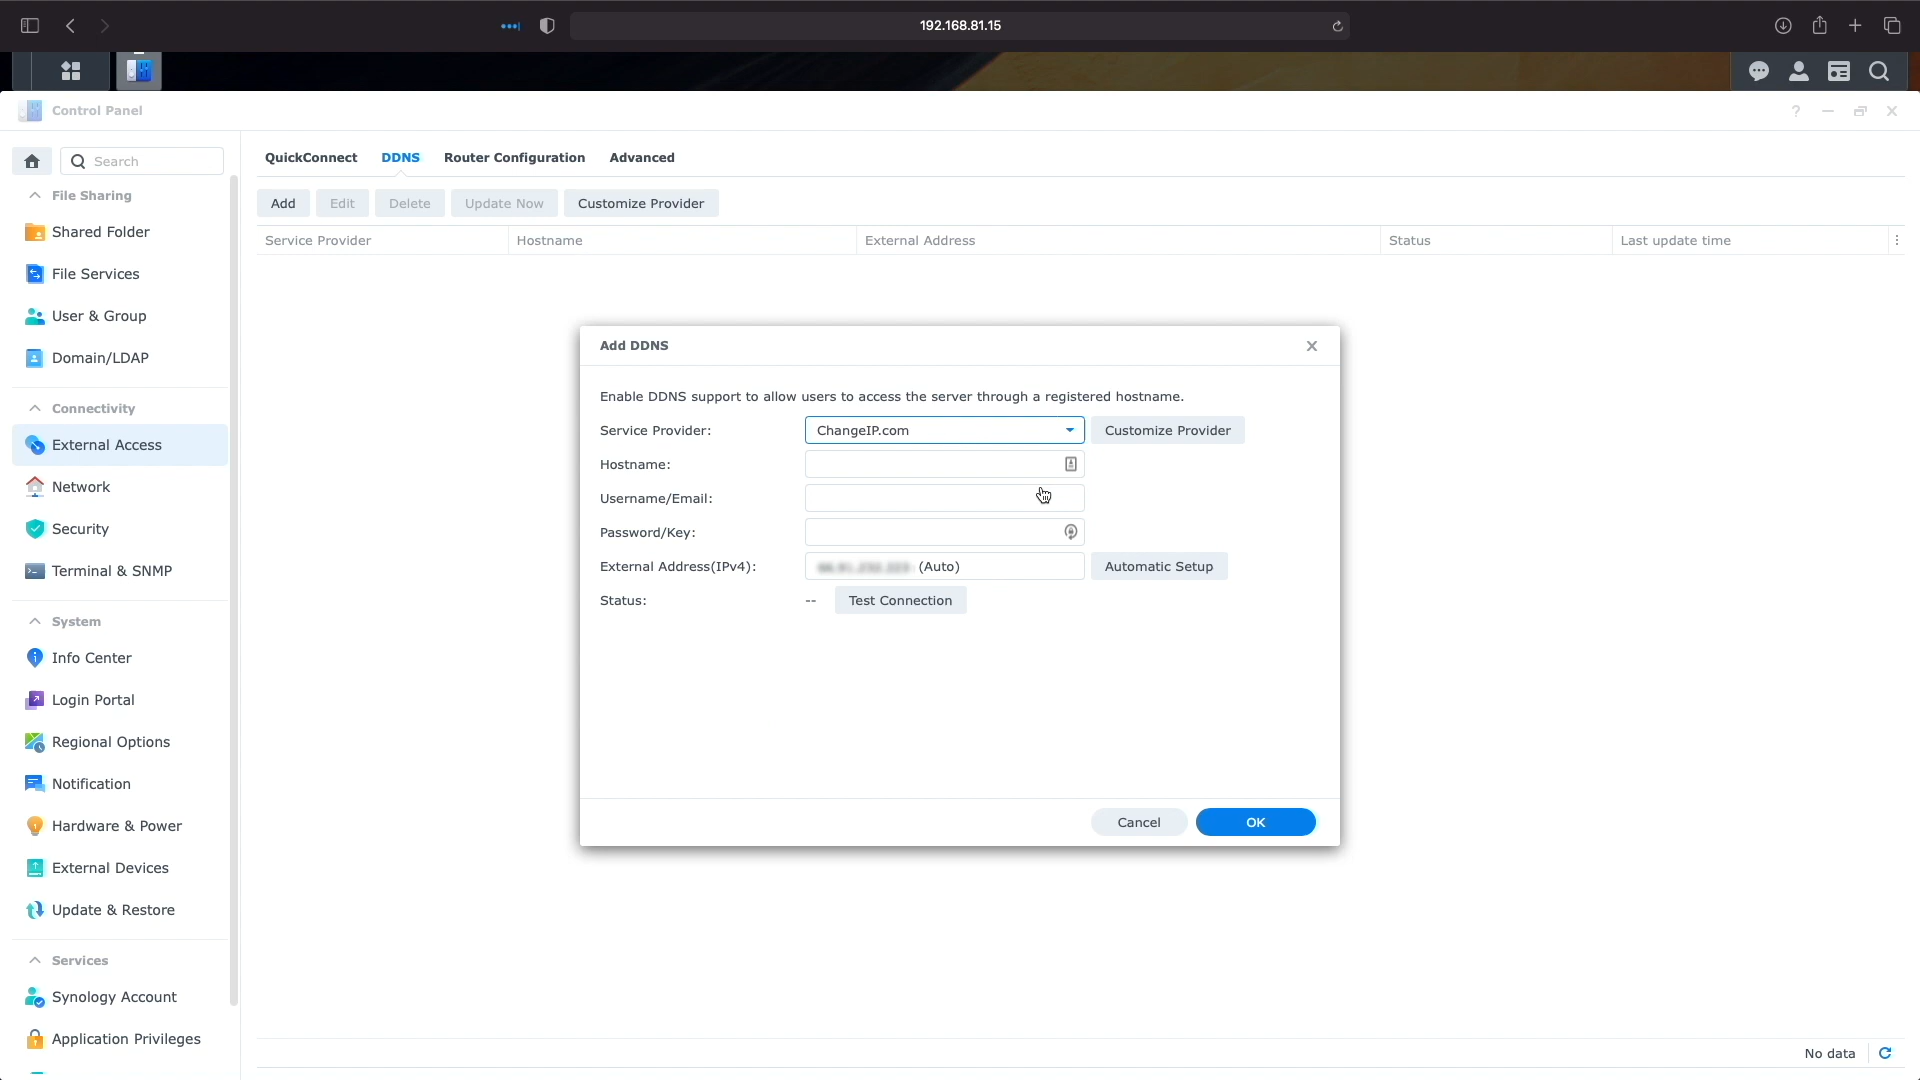 192.168.81.15
Control Panel
Search
File Sharing
Shared Folder
File Services
User & Group
Domain/LDAP
Connectivity
External Access
Network
Security
Terminal & SNMP
System
Info Center
Login Portal
Regional Options
Notification
Hardware & Power
External Devices
Update & Restore
Services
Synology Account
Application Privileges
QuickConnect DDNS Router Configuration Advanced
Add Edit Delete Update Now Customize Provider
Service Provider Hostname External Address Status Last update time
Add DDNS
Enable DDNS support to allow users to access the server through a registered hostname.
Service Provider: ChangeIP.com Customize Provider
Hostname:
Username/Email:
Password/Key:
External Address(IPv4): (Auto) Automatic Setup
Status: -- Test Connection
Cancel OK
No data